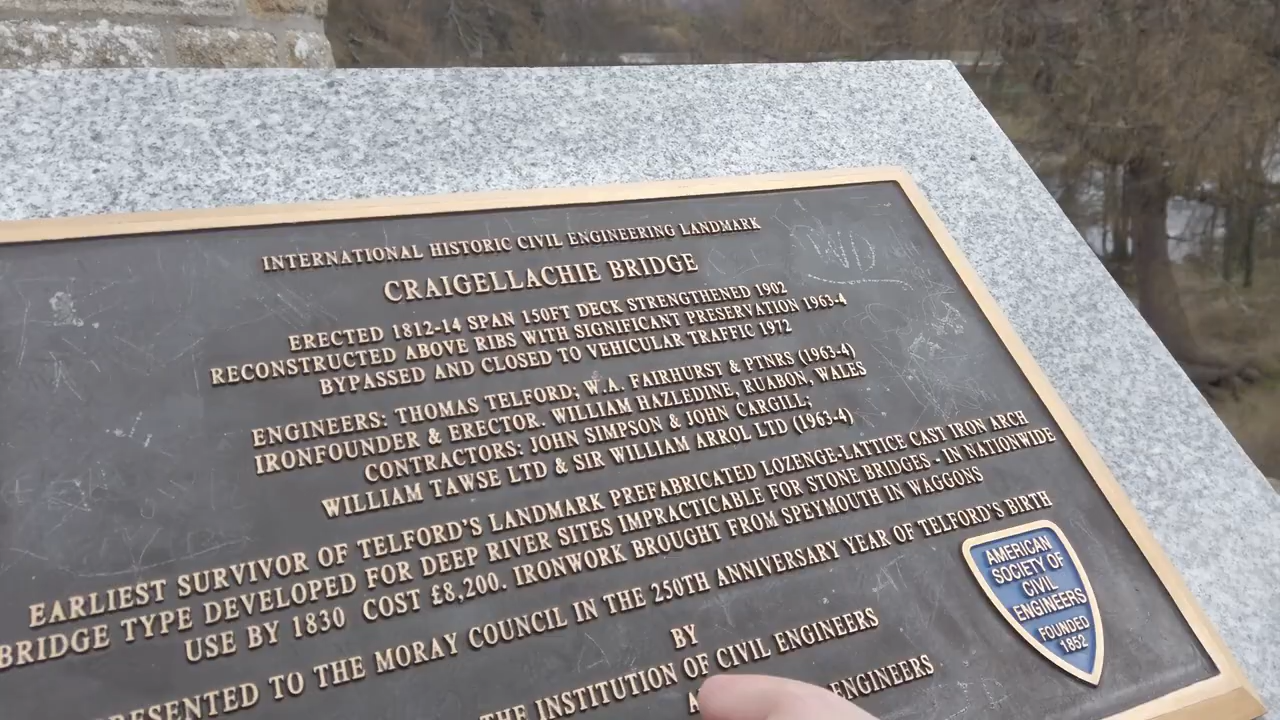 INTERNATIONAL HISTORIC CIVIL ENGINEERING LANDMARK
CRAIGELLACHIE BRIDGE
ERECTED 1812-14 SPAN 150FT DECK STRENGTHENED 1902
RECONSTRUCTED ABOVE RIBS WITH SIGNIFICANT PRESERVATION 1963-4
BYPASSED AND CLOSED TO VEHICULAR TRAFFIC 1972
ENGINEERS: THOMAS TELFORD; W.A. FAIRHURST & PTNRS (1963-4)
IRONFOUNDER & ERECTOR. WILLIAM HAZLEDINE, RUABON, WALES
CONTRACTORS: JOHN SIMPSON & JOHN CARGILL;
WILLIAM TAWSE LTD & SIR WILLIAM ARROL LTD (1963-4)
EARLIEST SURVIVOR OF TELFORD'S LANDMARK PREFABRICATED LOZENGE-LATTICE CAST IRON ARCH
BRIDGE TYPE DEVELOPED FOR DEEP RIVER SITES IMPRACTICABLE FOR STONE BRIDGES - IN NATIONWIDE
USE BY 1830 COST £8,200. IRONWORK BROUGHT FROM SPEYMOUTH IN WAGGONS
RESENTED TO THE MORAY COUNCIL IN THE 250TH ANNIVERSARY YEAR OF TELFORD'S BIRTH
BY
THE INSTITUTION OF CIVIL ENGINEERS
ENGINEERS
AMERICAN
SOCIETY OF
CIVIL
ENGINEERS
FOUNDED
1852